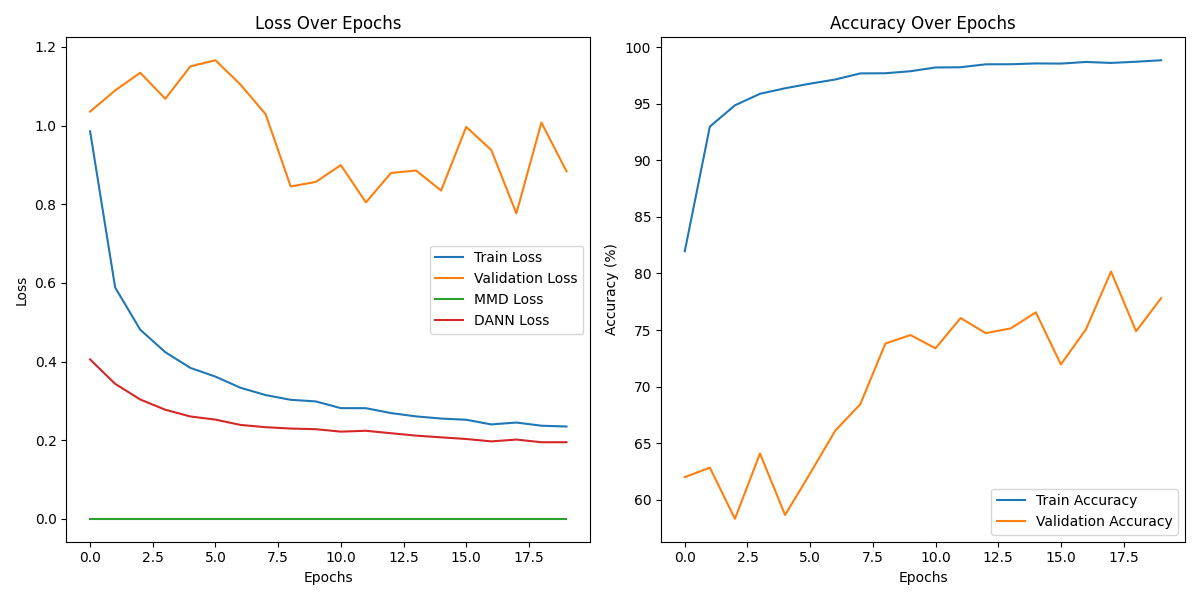 Loss Over Epochs
1.2
1.0
0.8
0.6
0.4
0.2
0.0
Loss
Train Loss
Validation Loss
MMD Loss
DANN Loss
0.0 2.5 5.0 7.5 10.0 12.5 15.0 17.5
Epochs
Accuracy Over Epochs
100
95
90
85
80
75
70
65
60
Accuracy (%)
Train Accuracy
Validation Accuracy
0.0 2.5 5.0 7.5 10.0 12.5 15.0 17.5
Epochs